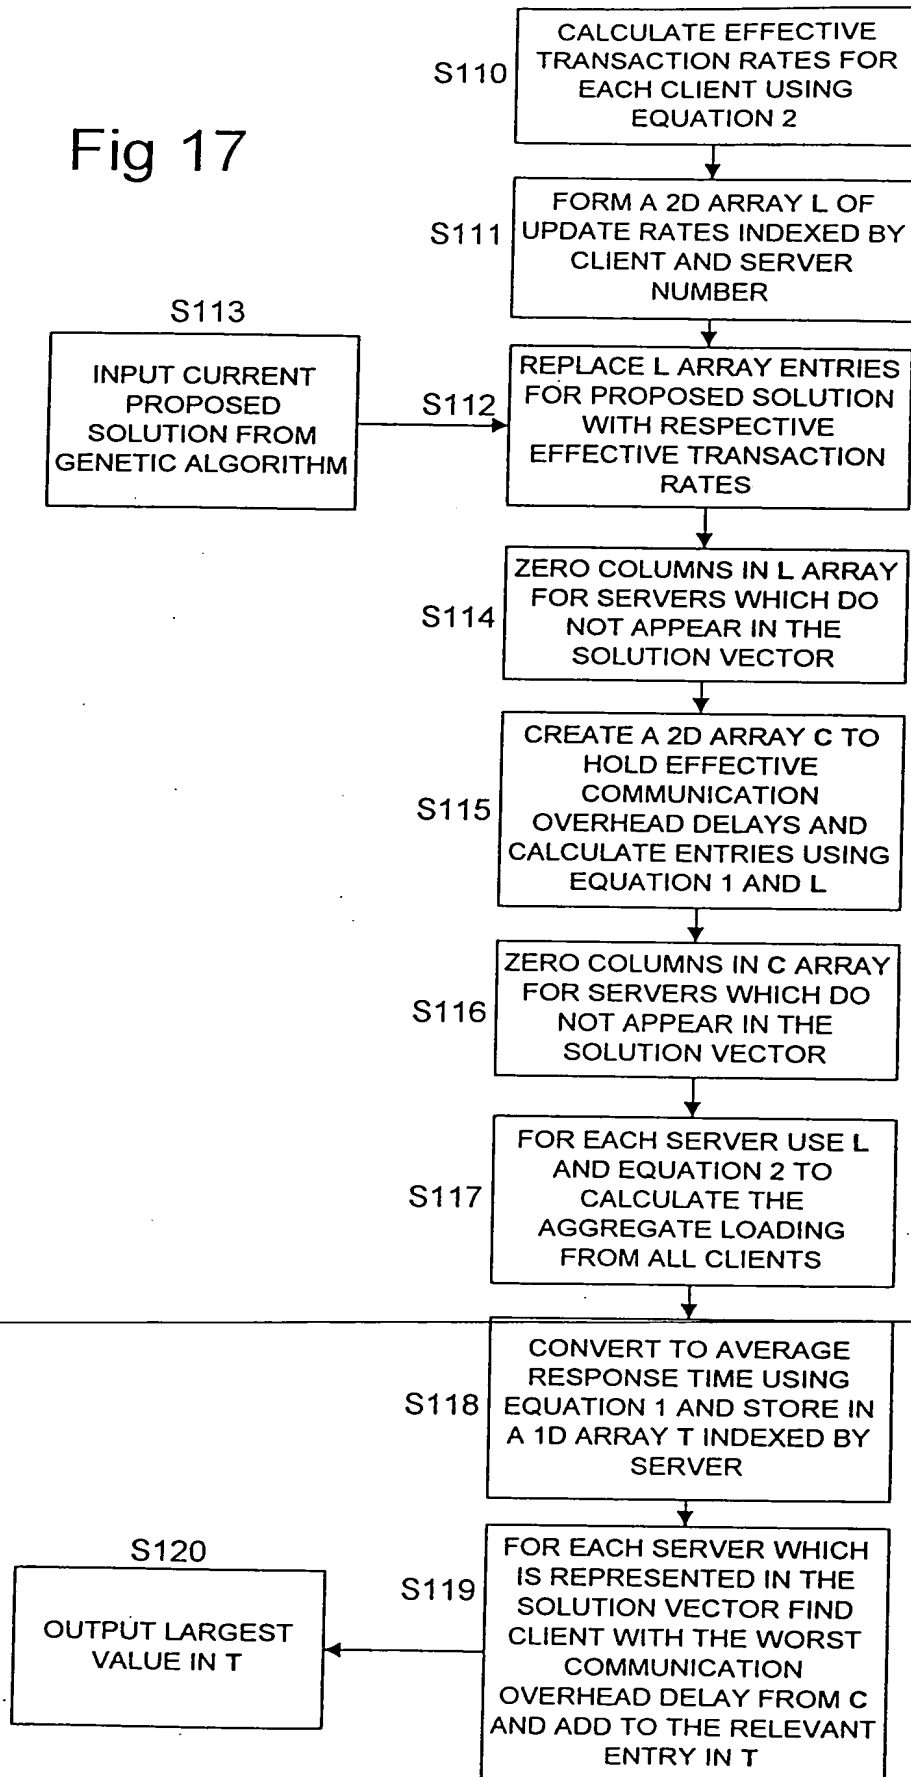 Fig 17
S110
CALCULATE EFFECTIVE
TRANSACTION RATES FOR
EACH CLIENT USING
EQUATION 2
S111
FORM A 2D ARRAY L OF
UPDATE RATES INDEXED BY
CLIENT AND SERVER
NUMBER
S113
INPUT CURRENT
PROPOSED
SOLUTION FROM
GENETIC ALGORITHM
S112
REPLACE L ARRAY ENTRIES
FOR PROPOSED SOLUTION
WITH RESPECTIVE
EFFECTIVE TRANSACTION
RATES
S114
ZERO COLUMNS IN L ARRAY
FOR SERVERS WHICH DO
NOT APPEAR IN THE
SOLUTION VECTOR
S115
CREATE A 2D ARRAY C TO
HOLD EFFECTIVE
COMMUNICATION
OVERHEAD DELAYS AND
CALCULATE ENTRIES USING
EQUATION 1 AND L
S116
ZERO COLUMNS IN C ARRAY
FOR SERVERS WHICH DO
NOT APPEAR IN THE
SOLUTION VECTOR
S117
FOR EACH SERVER USE L
AND EQUATION 2 TO
CALCULATE THE
AGGREGATE LOADING
FROM ALL CLIENTS
S118
CONVERT TO AVERAGE
RESPONSE TIME USING
EQUATION 1 AND STORE IN
A 1D ARRAY T INDEXED BY
SERVER
S119
FOR EACH SERVER WHICH
IS REPRESENTED IN THE
SOLUTION VECTOR FIND
CLIENT WITH THE WORST
COMMUNICATION
OVERHEAD DELAY FROM C
AND ADD TO THE RELEVANT
ENTRY IN T
S120
OUTPUT LARGEST
VALUE IN T